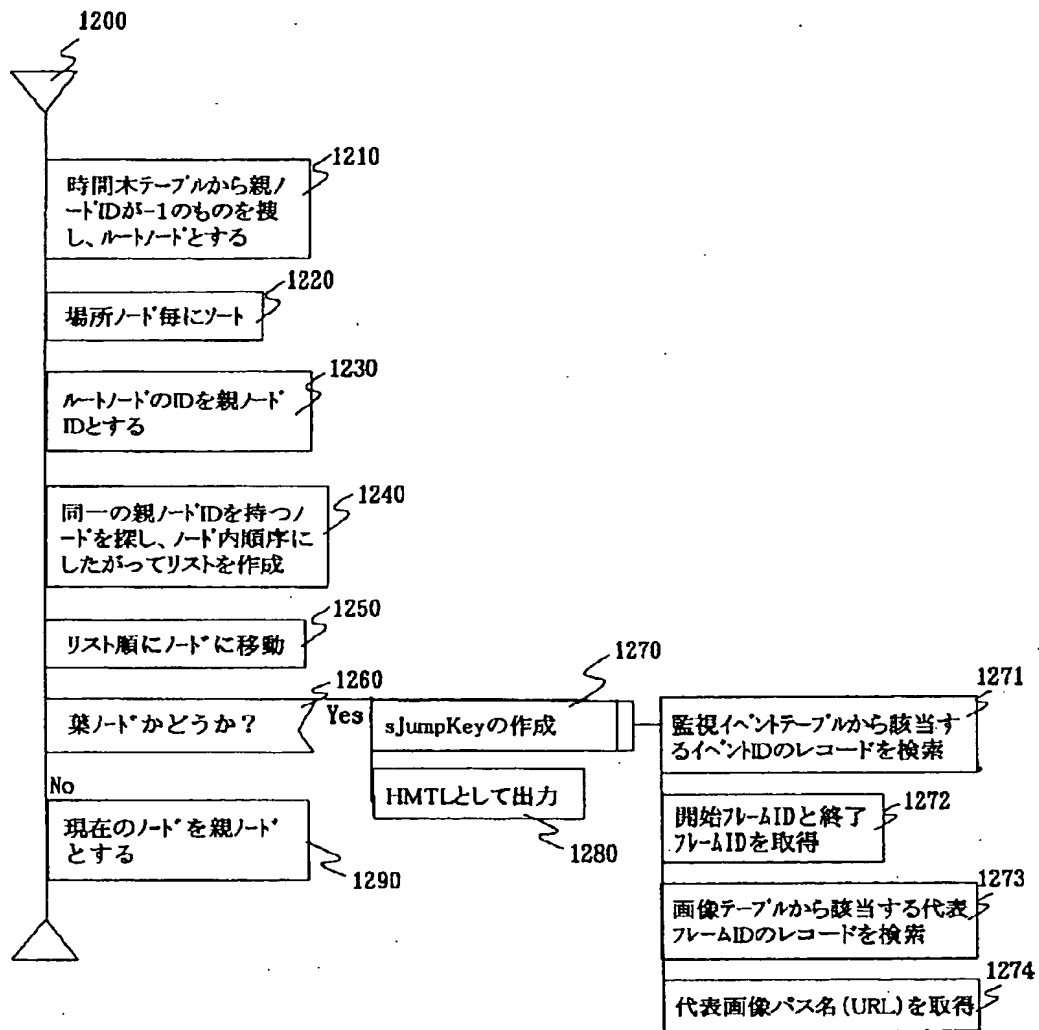 1200
1210
時間木テーブルから親ノ
ードIDが-1のものを捜
し、ルートノードとする
1220
場所ノード毎にソート
1230
ルートノードのIDを親ノード
IDとする
1240
同一の親ノードIDを持つノ
ードを探し、ノード内順序に
したがってリストを作成
1250
リスト順にノードに移動
1260
葉ノードかどうか?
Yes
No
1270
sJumpKeyの作成
HMTLとして出力
1280
現在のノードを親ノード
とする
1290
1271
監視イベントテーブルから該当す
るイベントIDのレコードを検索
1272
開始フレームIDと終了
フレームIDを取得
1273
画像テーブルから該当する代表
フレームIDのレコードを検索
1274
代表画像パス名(URL)を取得